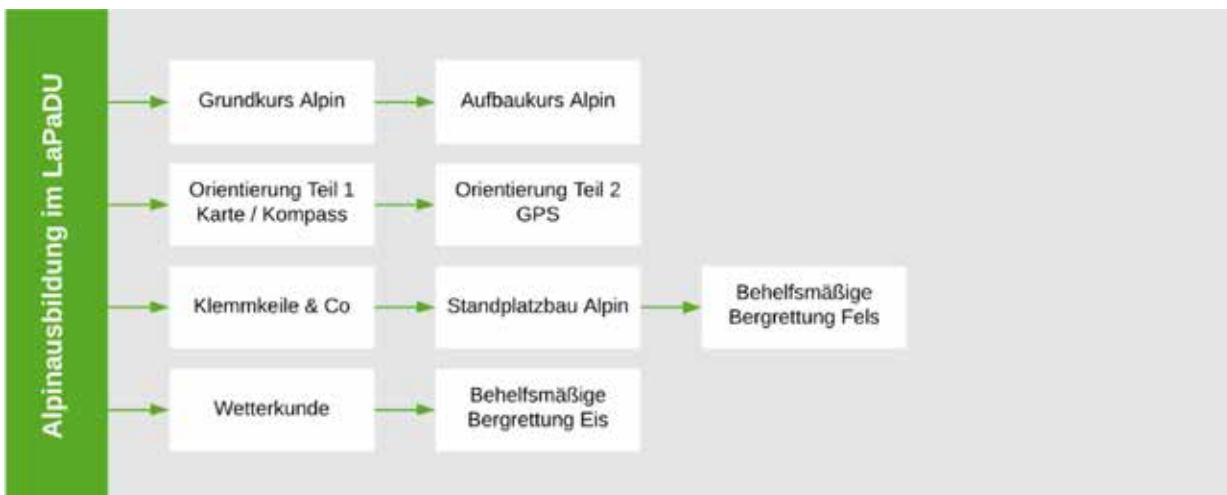 Alpinausbildung im LaPaDU
Grundkurs Alpin
Aufbaukurs Alpin
Orientierung Teil 1
Karte / Kompass
Orientierung Teil 2
GPS
Klemmkeile & Co
Standplatzbau Alpin
Behelfsmäßige
Bergrettung Fels
Wetterkunde
Behelfsmäßige
Bergrettung Eis